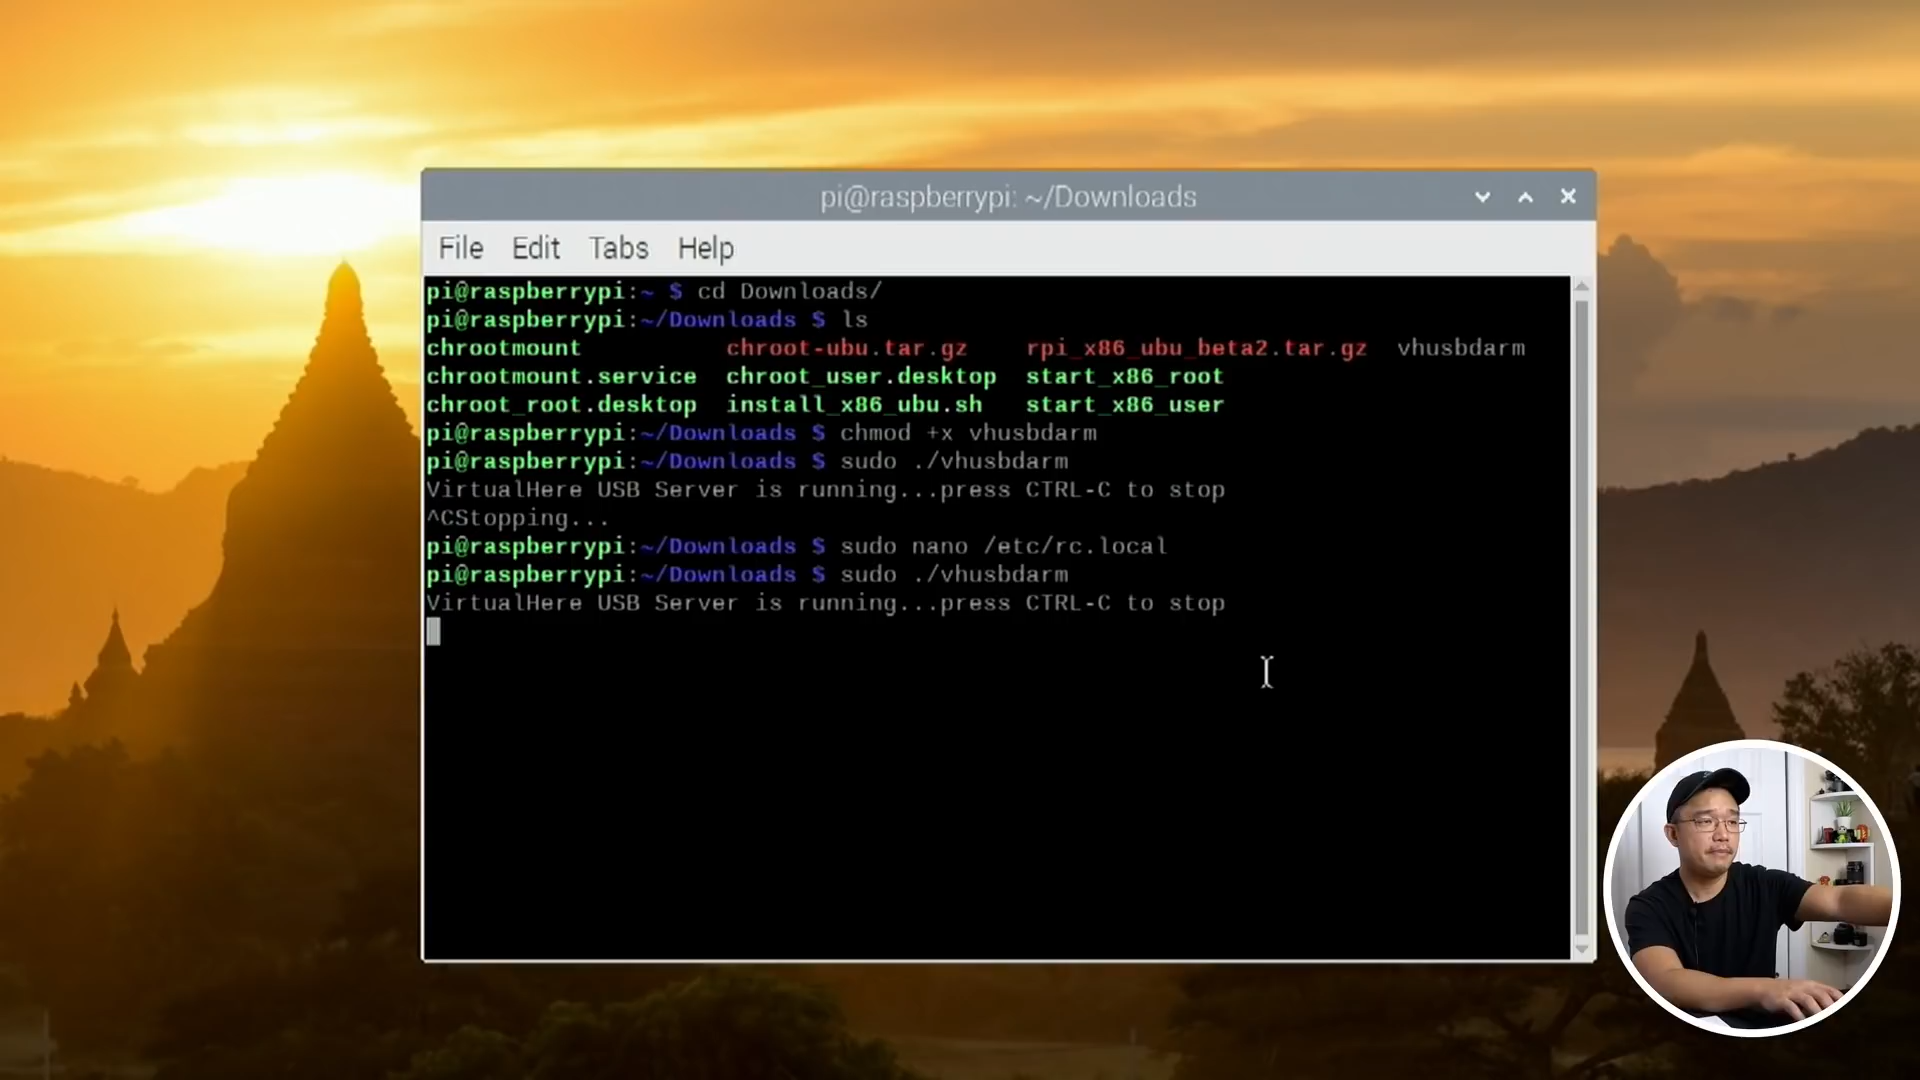 pi@raspberrypi: ~/Downloads
File Edit Tabs Help
pi@raspberrypi:~ $ cd Downloads/
pi@raspberrypi:~/Downloads $ ls
chrootmount chroot-ubu.tar.gz rpi_x86_ubu_beta2.tar.gz vhusbdarm
chrootmount.service chroot_user.desktop start_x86_root
chroot_root.desktop install_x86_ubu.sh start_x86_user
pi@raspberrypi:~/Downloads $ chmod +x vhusbdarm
pi@raspberrypi:~/Downloads $ sudo ./vhusbdarm
VirtualHere USB Server is running...press CTRL-C to stop
^CStopping...
pi@raspberrypi:~/Downloads $ sudo nano /etc/rc.local
pi@raspberrypi:~/Downloads $ sudo ./vhusbdarm
VirtualHere USB Server is running...press CTRL-C to stop